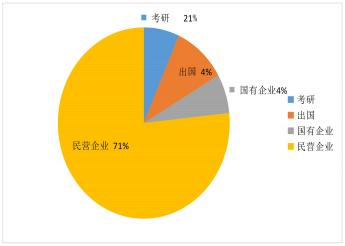 考研 21%
出国 4%
国有企业4%
民营企业 71%
考研
出国
国有企业
民营企业